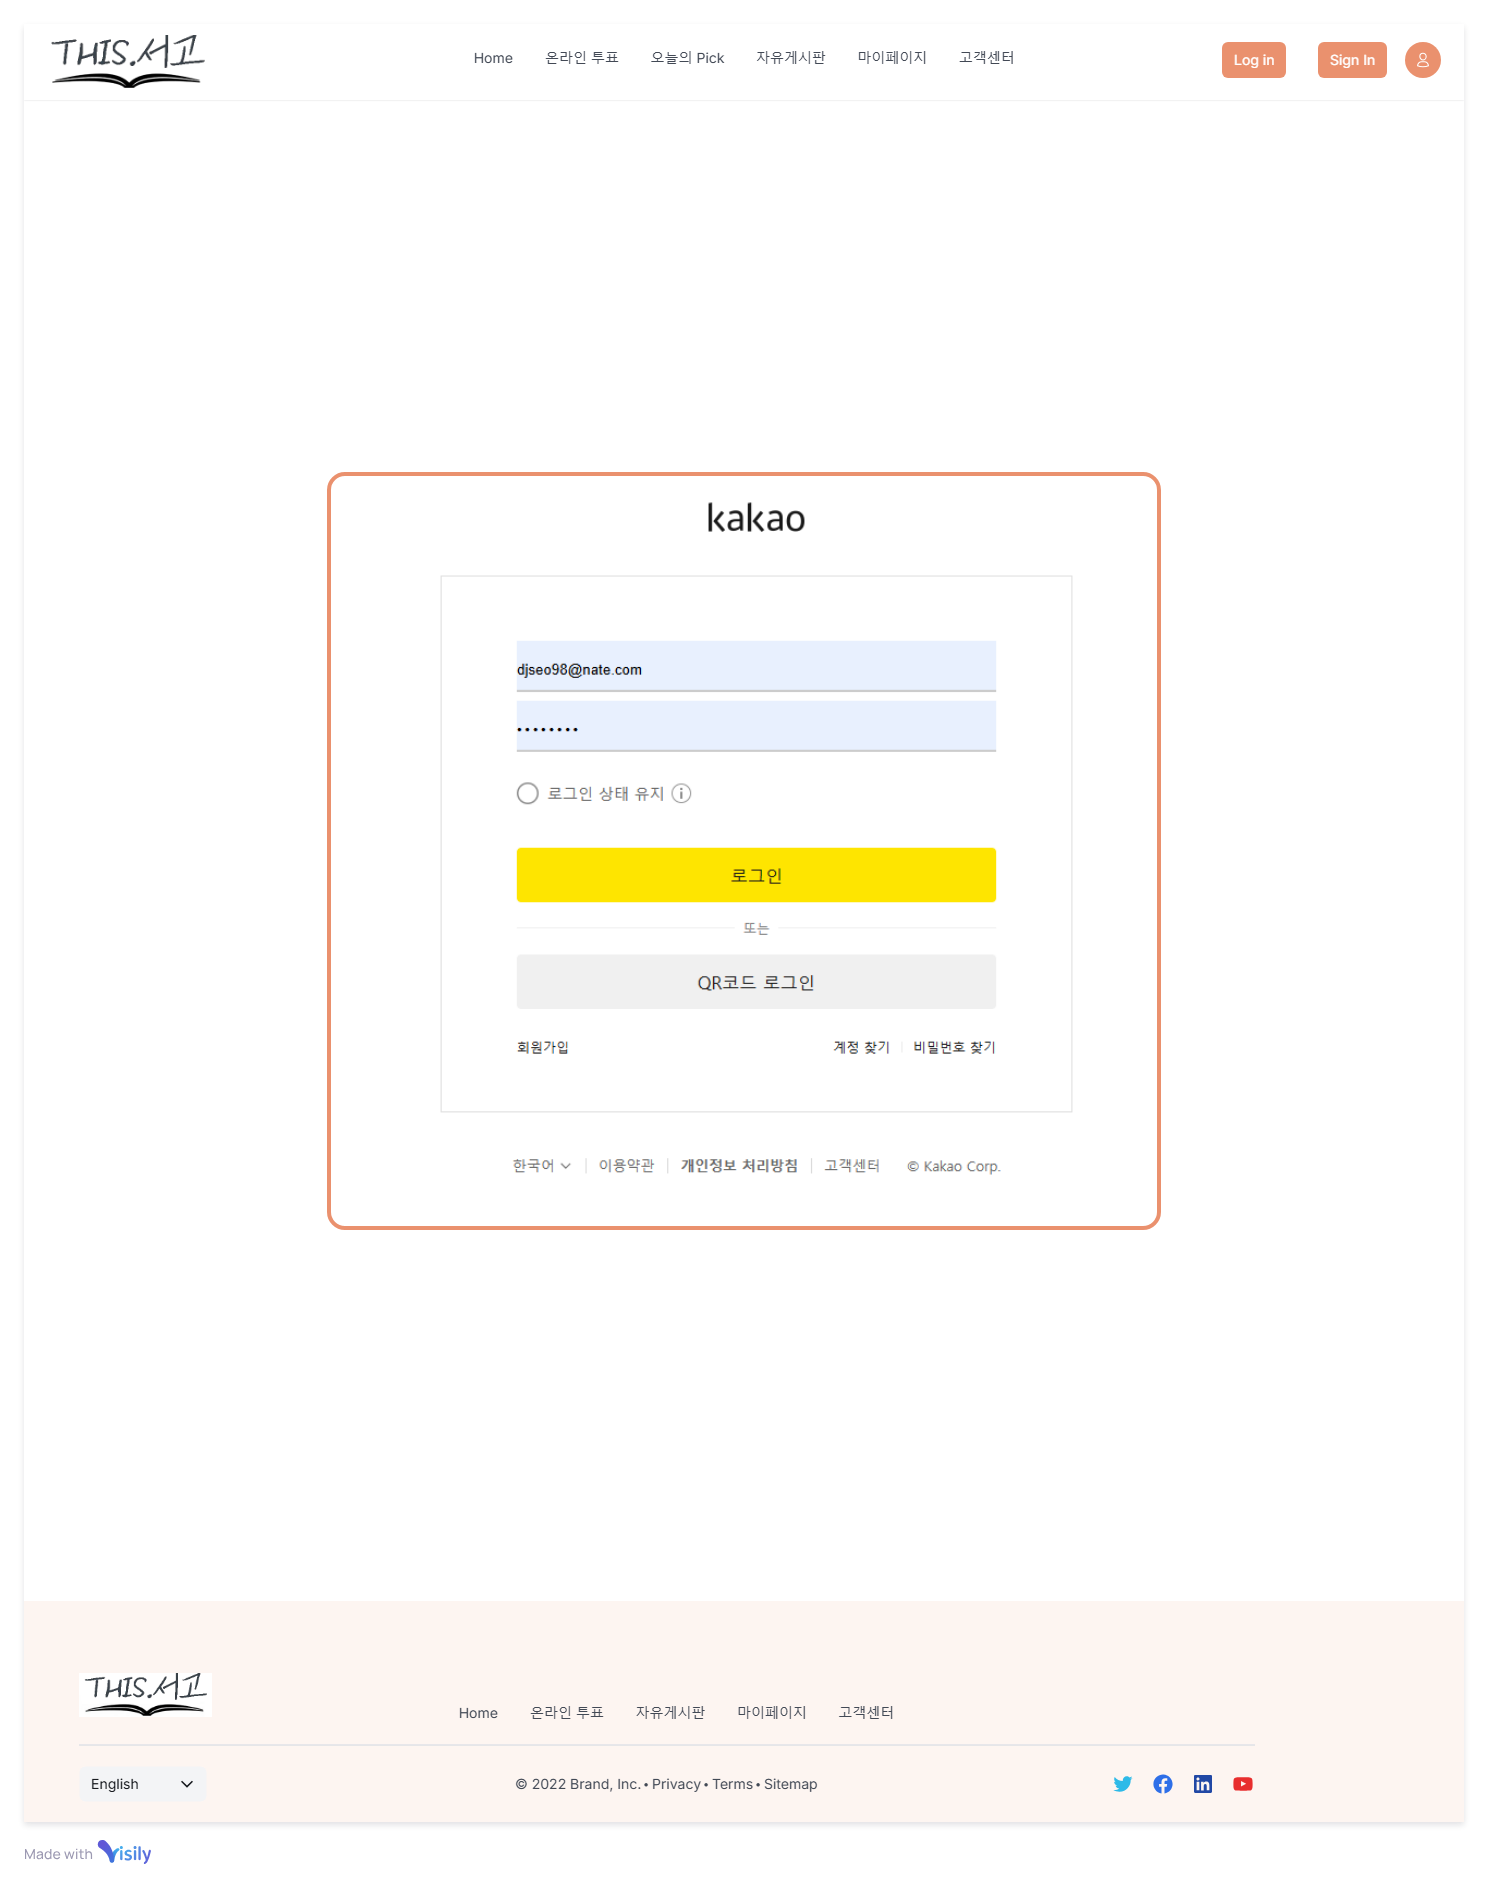 THIS.서고
Home 온라인 투표 오늘의 Pick 자유게시판 마이페이지 고객센터
Log in Sign In
kakao
djseo98@nate.com
••••••••
로그인 상태 유지
로그인
또는
QR코드 로그인
회원가입 계정 찾기 비밀번호 찾기
한국어 이용약관 개인정보 처리방침 고객센터 © Kakao Corp.
THIS.서고
Home 온라인 투표 자유게시판 마이페이지 고객센터
English © 2022 Brand, Inc. • Privacy • Terms • Sitemap
Made with Visily